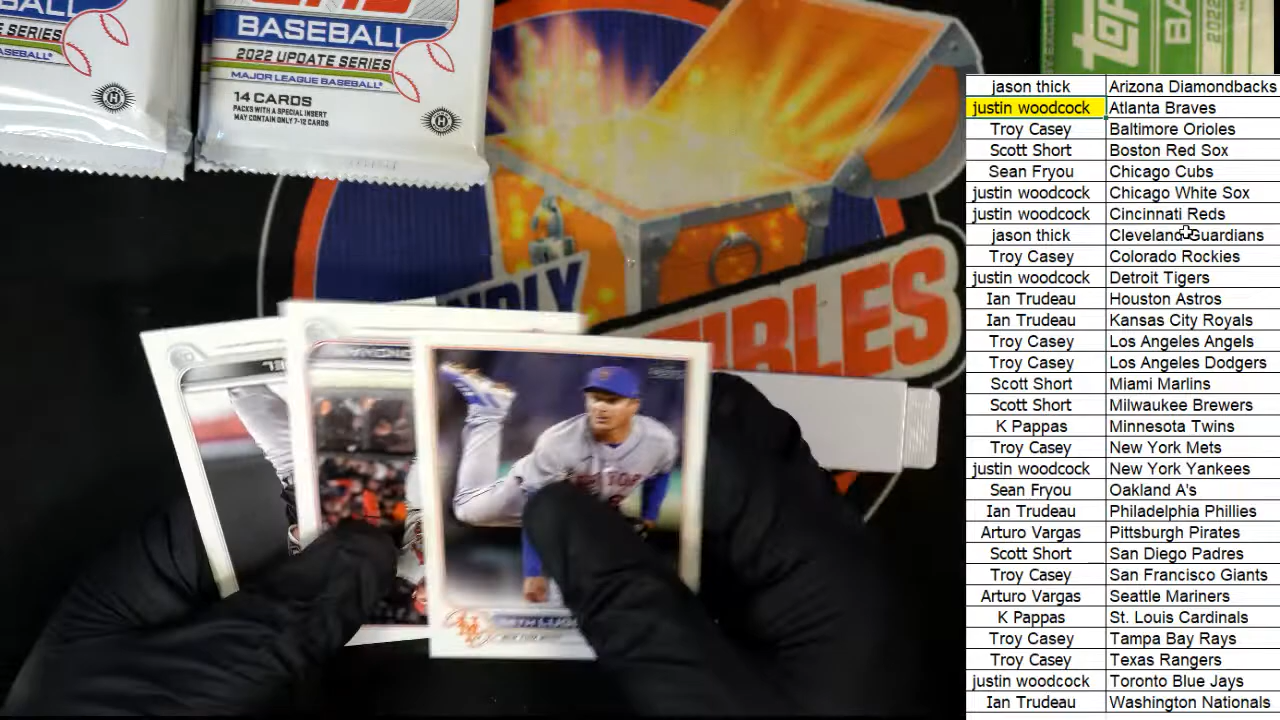 SERIES
BASEBALL
BASEBALL
2022 UPDATE SERIES
MAJOR LEAGUE BASEBALL
14 CARDS
PACKS WITH A SPECIAL INSERT
MAY CONTAIN ONLY 7-12 CARDS
TOPPS
BA
2022
jason thick Arizona Diamondbacks
justin woodcock Atlanta Braves
Troy Casey Baltimore Orioles
Scott Short Boston Red Sox
Sean Fryou Chicago Cubs
justin woodcock Chicago White Sox
justin woodcock Cincinnati Reds
jason thick Cleveland Guardians
Troy Casey Colorado Rockies
justin woodcock Detroit Tigers
Ian Trudeau Houston Astros
Ian Trudeau Kansas City Royals
Troy Casey Los Angeles Angels
Troy Casey Los Angeles Dodgers
Scott Short Miami Marlins
Scott Short Milwaukee Brewers
K Pappas Minnesota Twins
Troy Casey New York Mets
justin woodcock New York Yankees
Sean Fryou Oakland A's
Ian Trudeau Philadelphia Phillies
Arturo Vargas Pittsburgh Pirates
Scott Short San Diego Padres
Troy Casey San Francisco Giants
Arturo Vargas Seattle Mariners
K Pappas St. Louis Cardinals
Troy Casey Tampa Bay Rays
Troy Casey Texas Rangers
justin woodcock Toronto Blue Jays
Ian Trudeau Washington Nationals